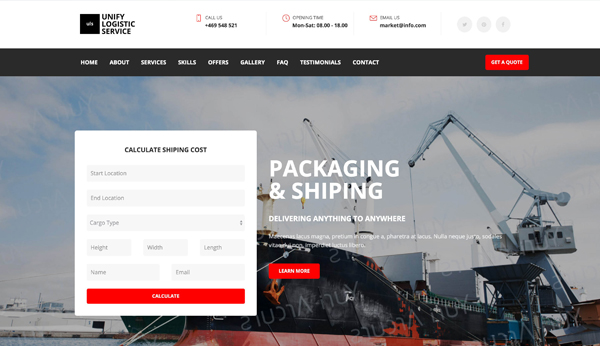 uls
UNIFY
LOGISTIC
SERVICE
CALL US
+469 548 521
OPENING TIME
Mon-Sat: 08.00 - 18.00
EMAIL US
market@info.com
HOME ABOUT SERVICES SKILLS OFFERS GALLERY FAQ TESTIMONIALS CONTACT
GET A QUOTE
CALCULATE SHIPING COST
Start Location
End Location
Cargo Type
Height Width Length
Name Email
CALCULATE
PACKAGING
& SHIPING
DELIVERING ANYTHING TO ANYWHERE
Maecenas lacus magna, pretium in congue a, pharetra at lacus. Nulla neque justo, sodales
vitae dui non, imperdiet luctus libero.
LEARN MORE
Yuri Arcurs